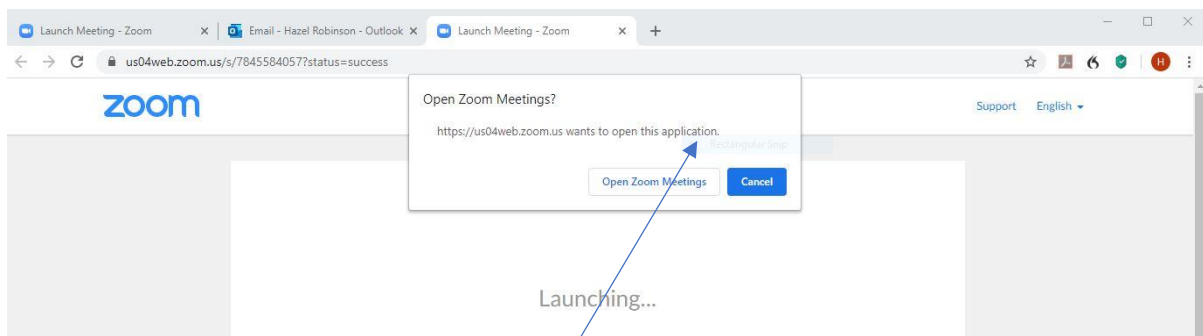 Launch Meeting - Zoom Email - Hazel Robinson - Outlook Launch Meeting - Zoom
us04web.zoom.us/s/7845584057?status=success H
zoom Support English
Open Zoom Meetings?
https://us04web.zoom.us wants to open this application.
Rectangular Snip
Open Zoom Meetings Cancel
Launching...